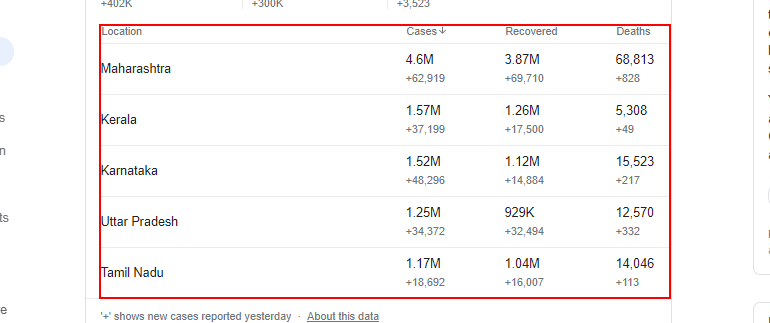 +402K +300K +3,523
Location Cases↓ Recovered Deaths
Maharashtra 4.6M +62,919 3.87M +69,710 68,813 +828
Kerala 1.57M +37,199 1.26M +17,500 5,308 +49
Karnataka 1.52M +48,296 1.12M +14,884 15,523 +217
Uttar Pradesh 1.25M +34,372 929K +32,494 12,570 +332
Tamil Nadu 1.17M +18,692 1.04M +16,007 14,046 +113
'+' shows new cases reported yesterday · About this data